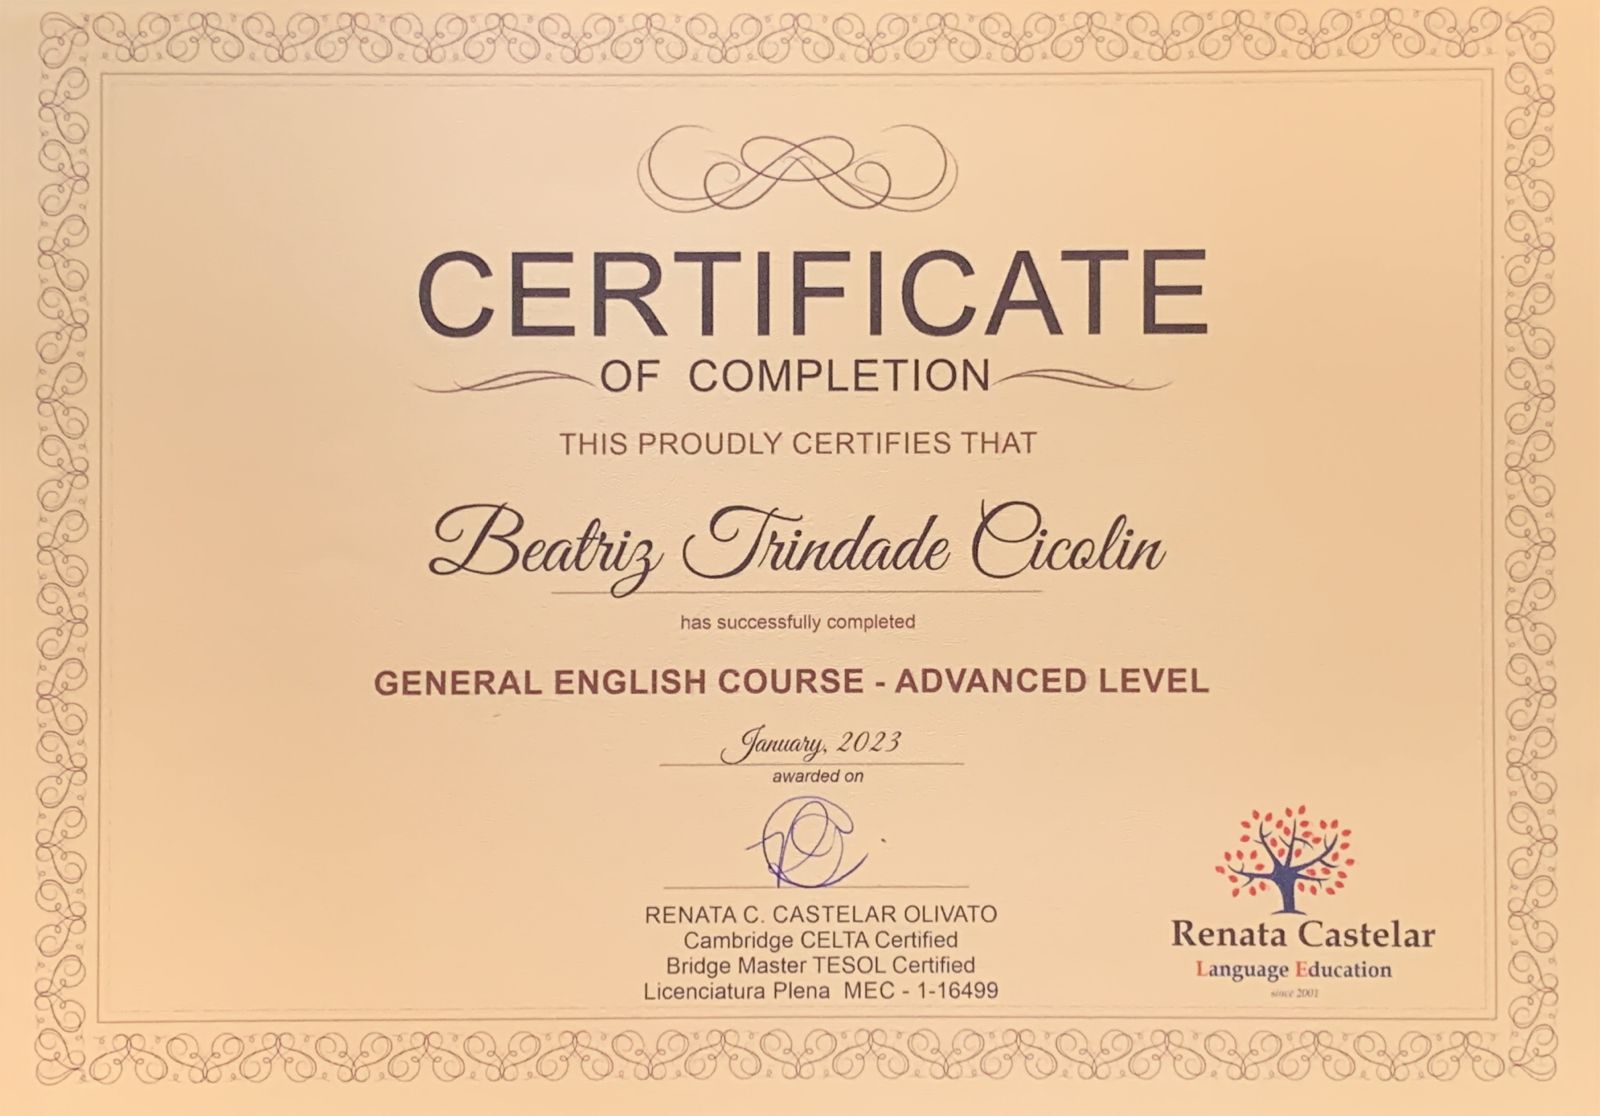 CERTIFICATE
OF COMPLETION
THIS PROUDLY CERTIFIES THAT
Beatriz Trindade Cicolin
has successfully completed
GENERAL ENGLISH COURSE - ADVANCED LEVEL
January, 2023
awarded on
RENATA C. CASTELAR OLIVATO
Cambridge CELTA Certified
Bridge Master TESOL Certified
Licenciatura Plena MEC - 1-16499
Renata Castelar
Language Education
since 2001